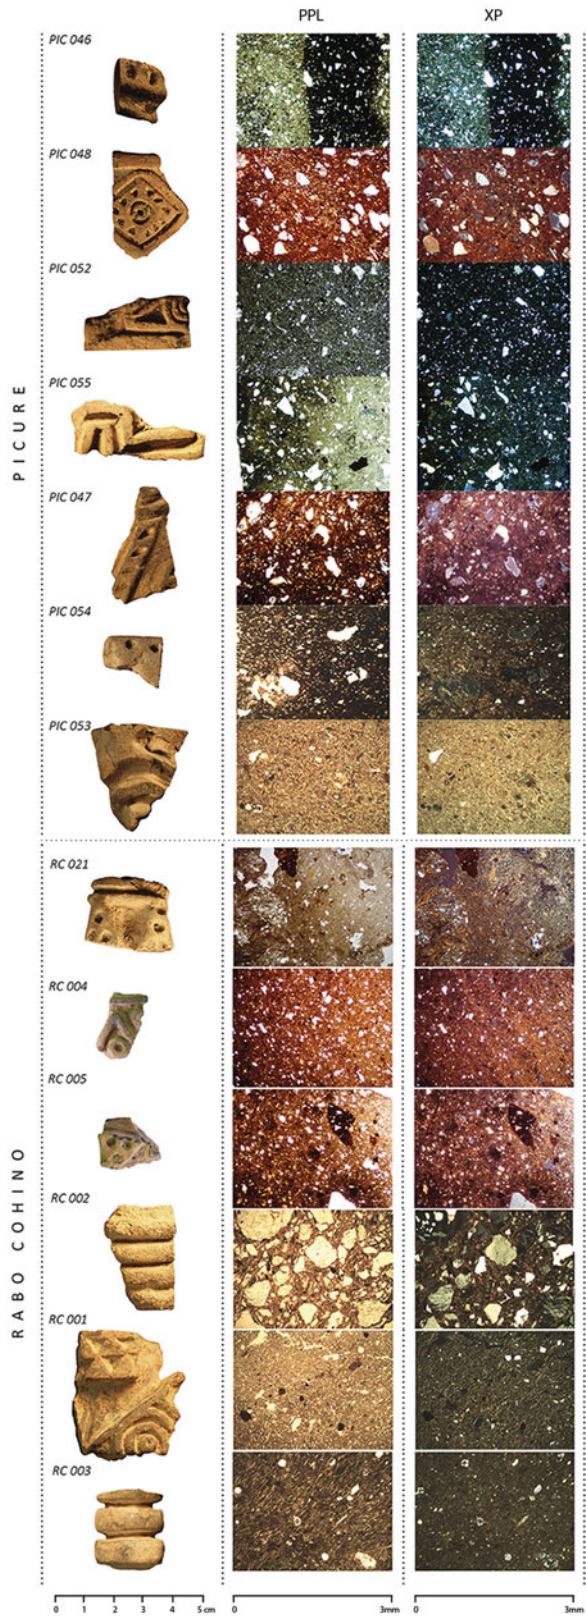 PPL XP
PIC 046
PIC 048
PIC 052
PIC 055
PIC 047
PIC 054
PIC 053
PICURE
RC 021
RC 004
RC 005
RC 002
RC 001
RC 003
RABO COHINO
0 1 2 3 4 5 cm 0 3mm 0 3mm